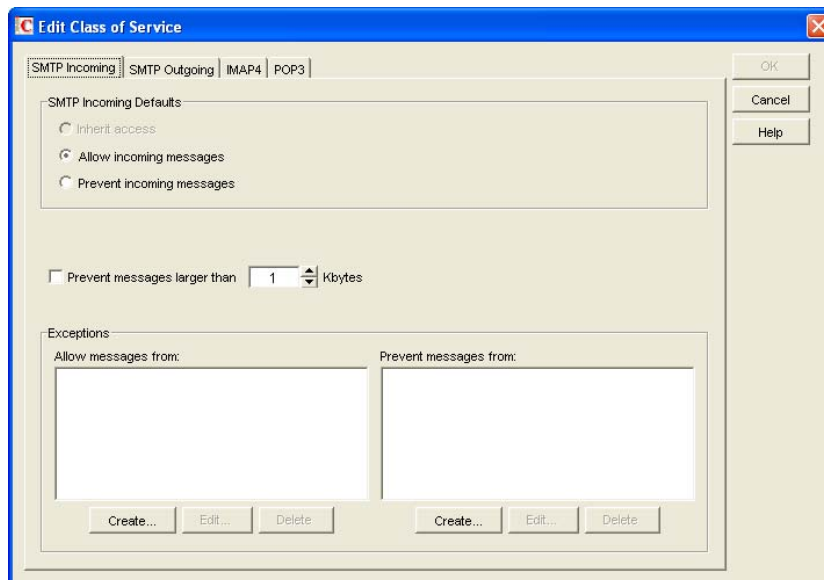 Edit Class of Service
SMTP Incoming SMTP Outgoing IMAP4 POP3
OK
Cancel
Help
SMTP Incoming Defaults
Inherit access
Allow incoming messages
Prevent incoming messages
Prevent messages larger than 1 Kbytes
Exceptions
Allow messages from: Prevent messages from:
Create... Edit... Delete Create... Edit... Delete